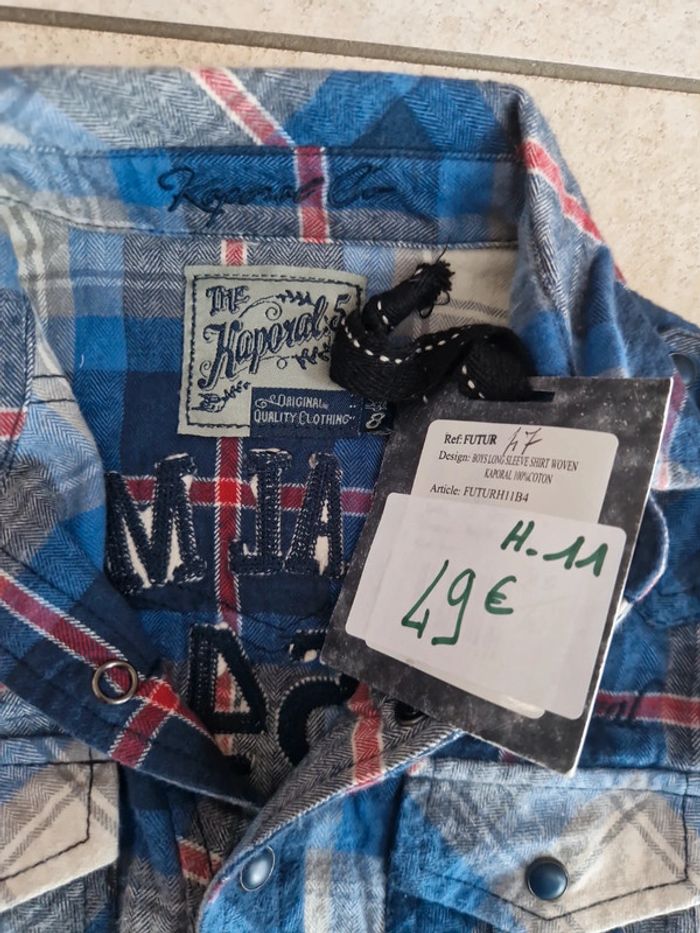 Kaporal Co
THE
Kaporal.5
ORIGINAL
QUALITY CLOTHING
8
MIA
Ref: FUTUR 47
Design: BOYS LONG SLEEVE SHIRT WOVEN
KAPORAL 100%COTON
Article: FUTURH11B4
H.11
49€